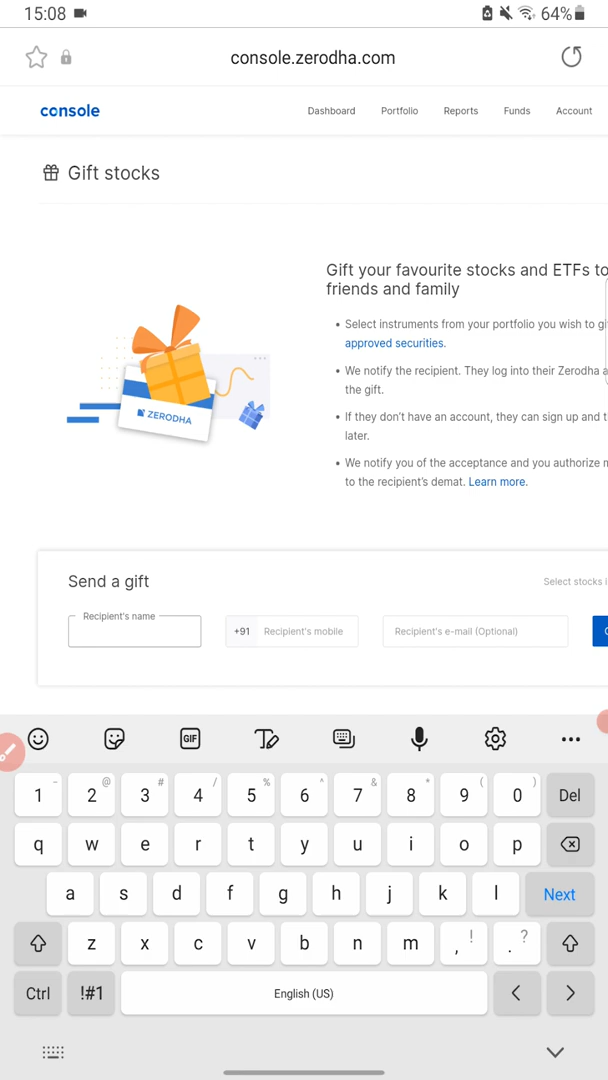 15:08 64%
console.zerodha.com
console Dashboard Portfolio Reports Funds Account
Gift stocks
Gift your favourite stocks and ETFs to
friends and family
• Select instruments from your portfolio you wish to gi
approved securities.
• We notify the recipient. They log into their Zerodha a
the gift.
• If they don't have an account, they can sign up and t
later.
• We notify you of the acceptance and you authorize
to the recipient's demat. Learn more.
ZERODHA
Send a gift Select stocks
Recipient's name
+91 Recipient's mobile Recipient's e-mail (Optional)
GIF
1 2 3 4 5 6 7 8 9 0 Del
q w e r t y u i o p
a s d f g h j k l Next
z x c v b n m , ! . ?
Ctrl !#1 English (US) < >